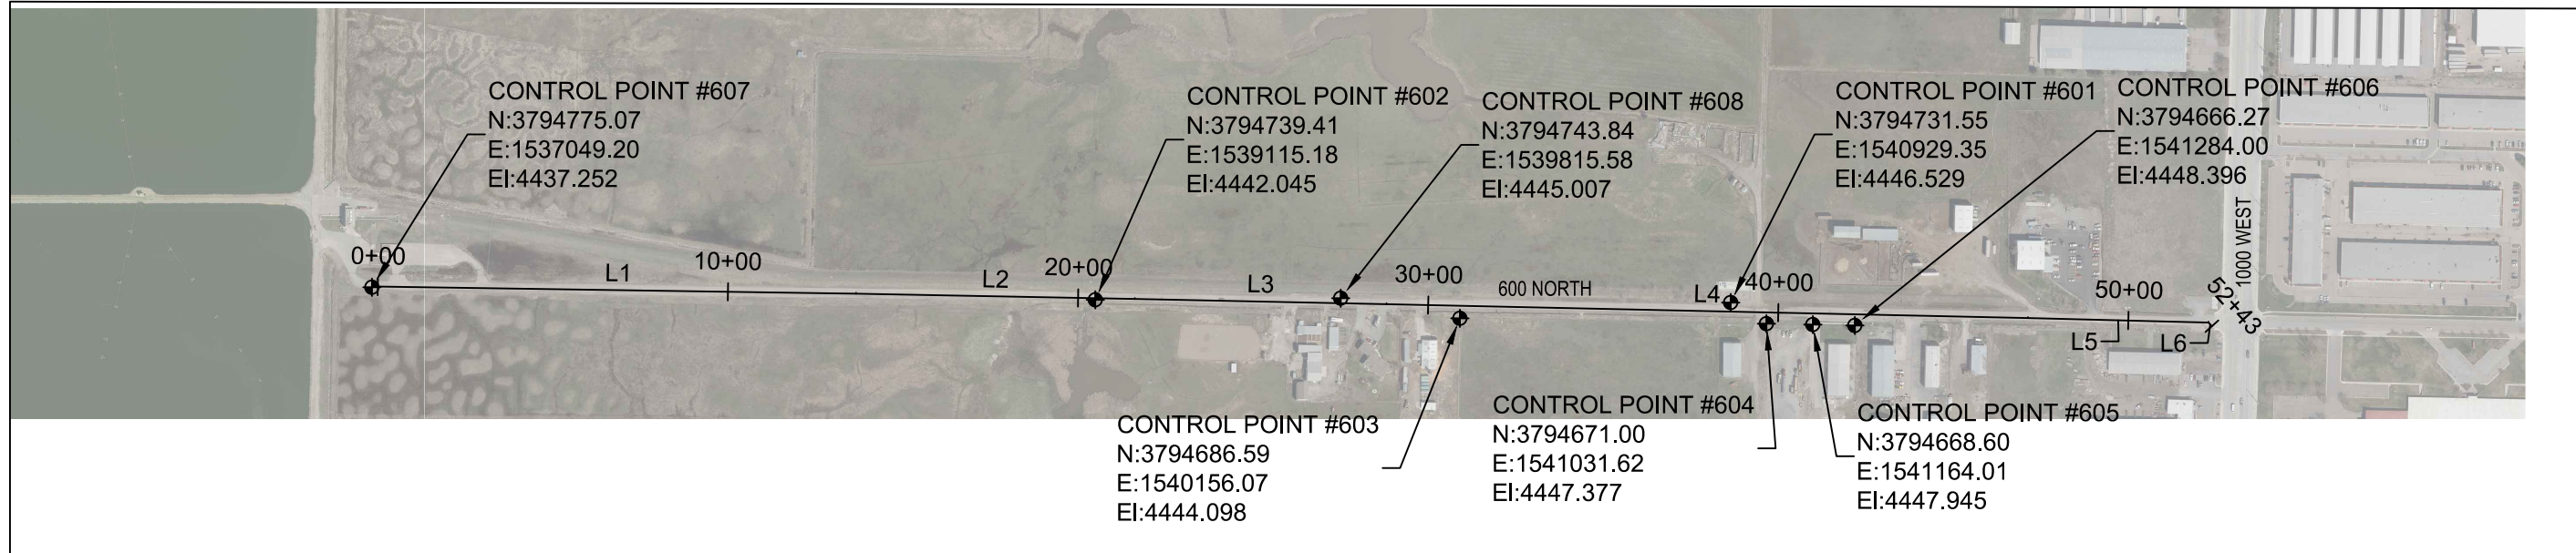 CONTROL POINT #607
N:3794775.07
E:1537049.20
El:4437.252
CONTROL POINT #602
N:3794739.41
E:1539115.18
El:4442.045
CONTROL POINT #608
N:3794743.84
E:1539815.58
El:4445.007
CONTROL POINT #601
N:3794731.55
E:1540929.35
El:4446.529
CONTROL POINT #606
N:3794666.27
E:1541284.00
El:4448.396
0+00
L1
10+00
L2
20+00
L3
30+00
600 NORTH
L4
40+00
50+00
L5
L6
52+43
1000 WEST
CONTROL POINT #603
N:3794686.59
E:1540156.07
El:4444.098
CONTROL POINT #604
N:3794671.00
E:1541031.62
El:4447.377
CONTROL POINT #605
N:3794668.60
E:1541164.01
El:4447.945